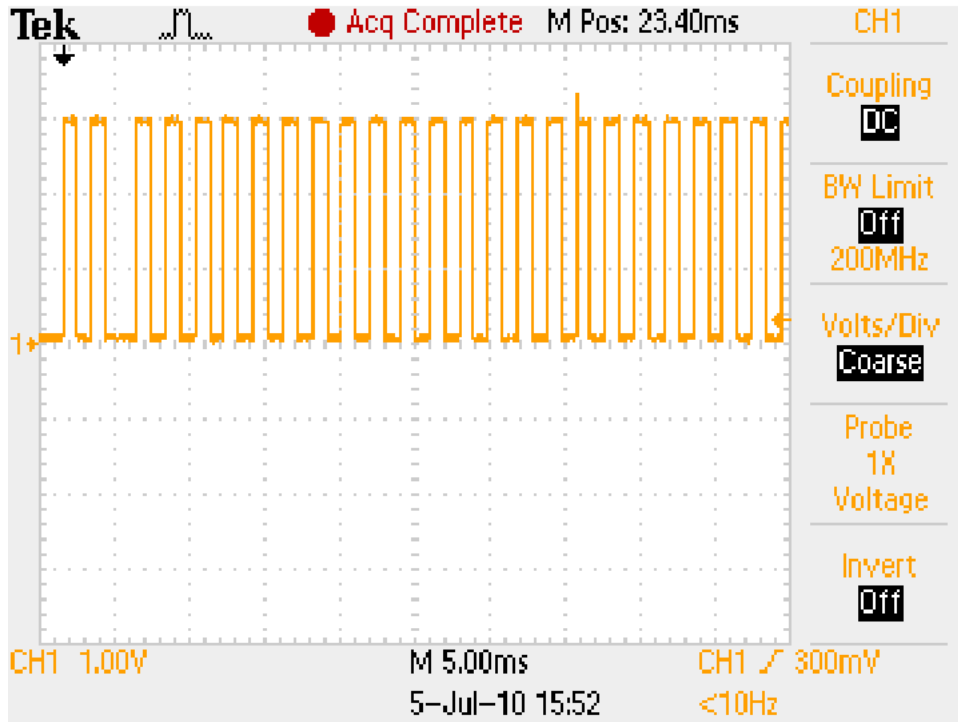 Tek Acq Complete M Pos: 23.40ms CH1
Coupling
DC
BW Limit
Off
200MHz
1
Volts/Div
Coarse
Probe
1X
Voltage
Invert
Off
CH1 1.00V M 5.00ms CH1 300mV
5-Jul-10 15:52 <10Hz